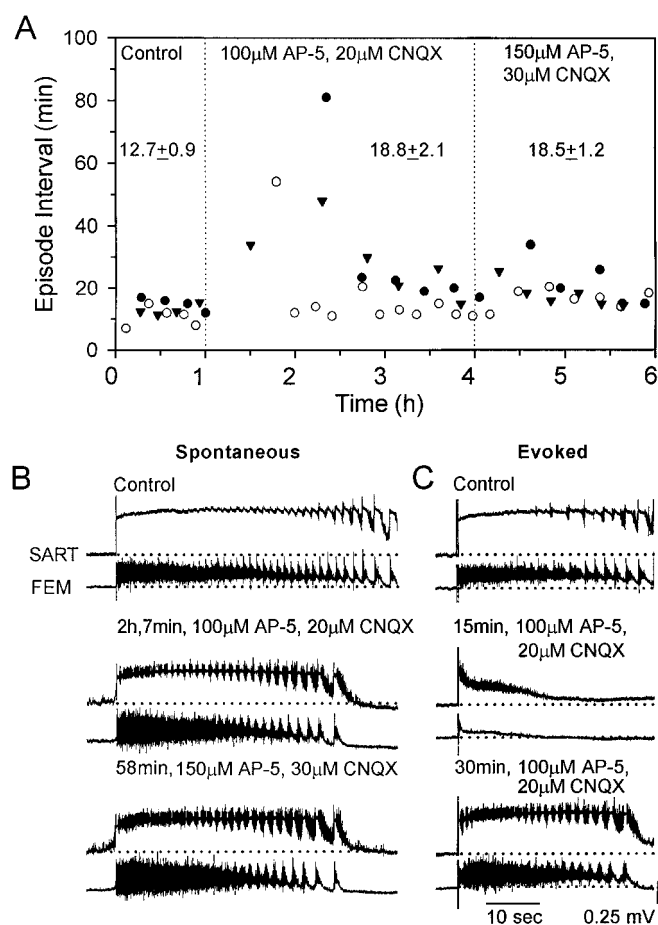 A
Control
100μM AP-5, 20μM CNQX
150μM AP-5,
30μM CNQX
12.7±0.9
18.8±2.1
18.5±1.2
Episode Interval (min)
100
80
60
40
20
0
0 1 2 3 4 5 6
Time (h)
Spontaneous
Evoked
B
Control
SART
FEM
2h,7min, 100μM AP-5, 20μM CNQX
58min, 150μM AP-5, 30μM CNQX
C
Control
15min, 100μM AP-5,
20μM CNQX
30min, 100μM AP-5,
20μM CNQX
10 sec
0.25 mV